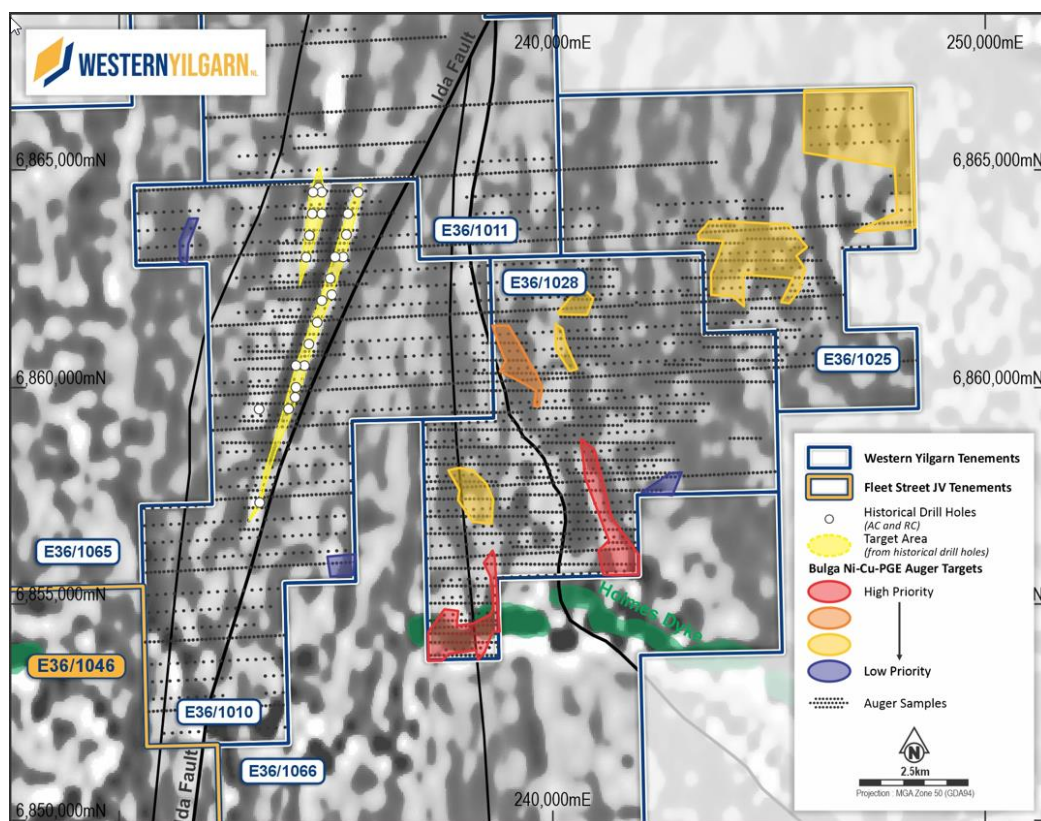 WESTERNYILGARN NL
240,000mE
250,000mE
Ida Fault
6,865,000mN
6,865,000mN
E36/1011
E36/1028
E36/1025
6,860,000mN
6,860,000mN
E36/1065
6,855,000mN
Holmes Dyke
E36/1046
E36/1010
E36/1066
Ida Fault
6,850,000mN
240,000mE
Western Yilgarn Tenements
Fleet Street JV Tenements
Historical Drill Holes
(AC and RC)
Target Area
(from historical drill holes)
Bulga Ni-Cu-PGE Auger Targets
High Priority
Low Priority
Auger Samples
N
2.5km
Projection : MGA Zone 50 (GDA94)